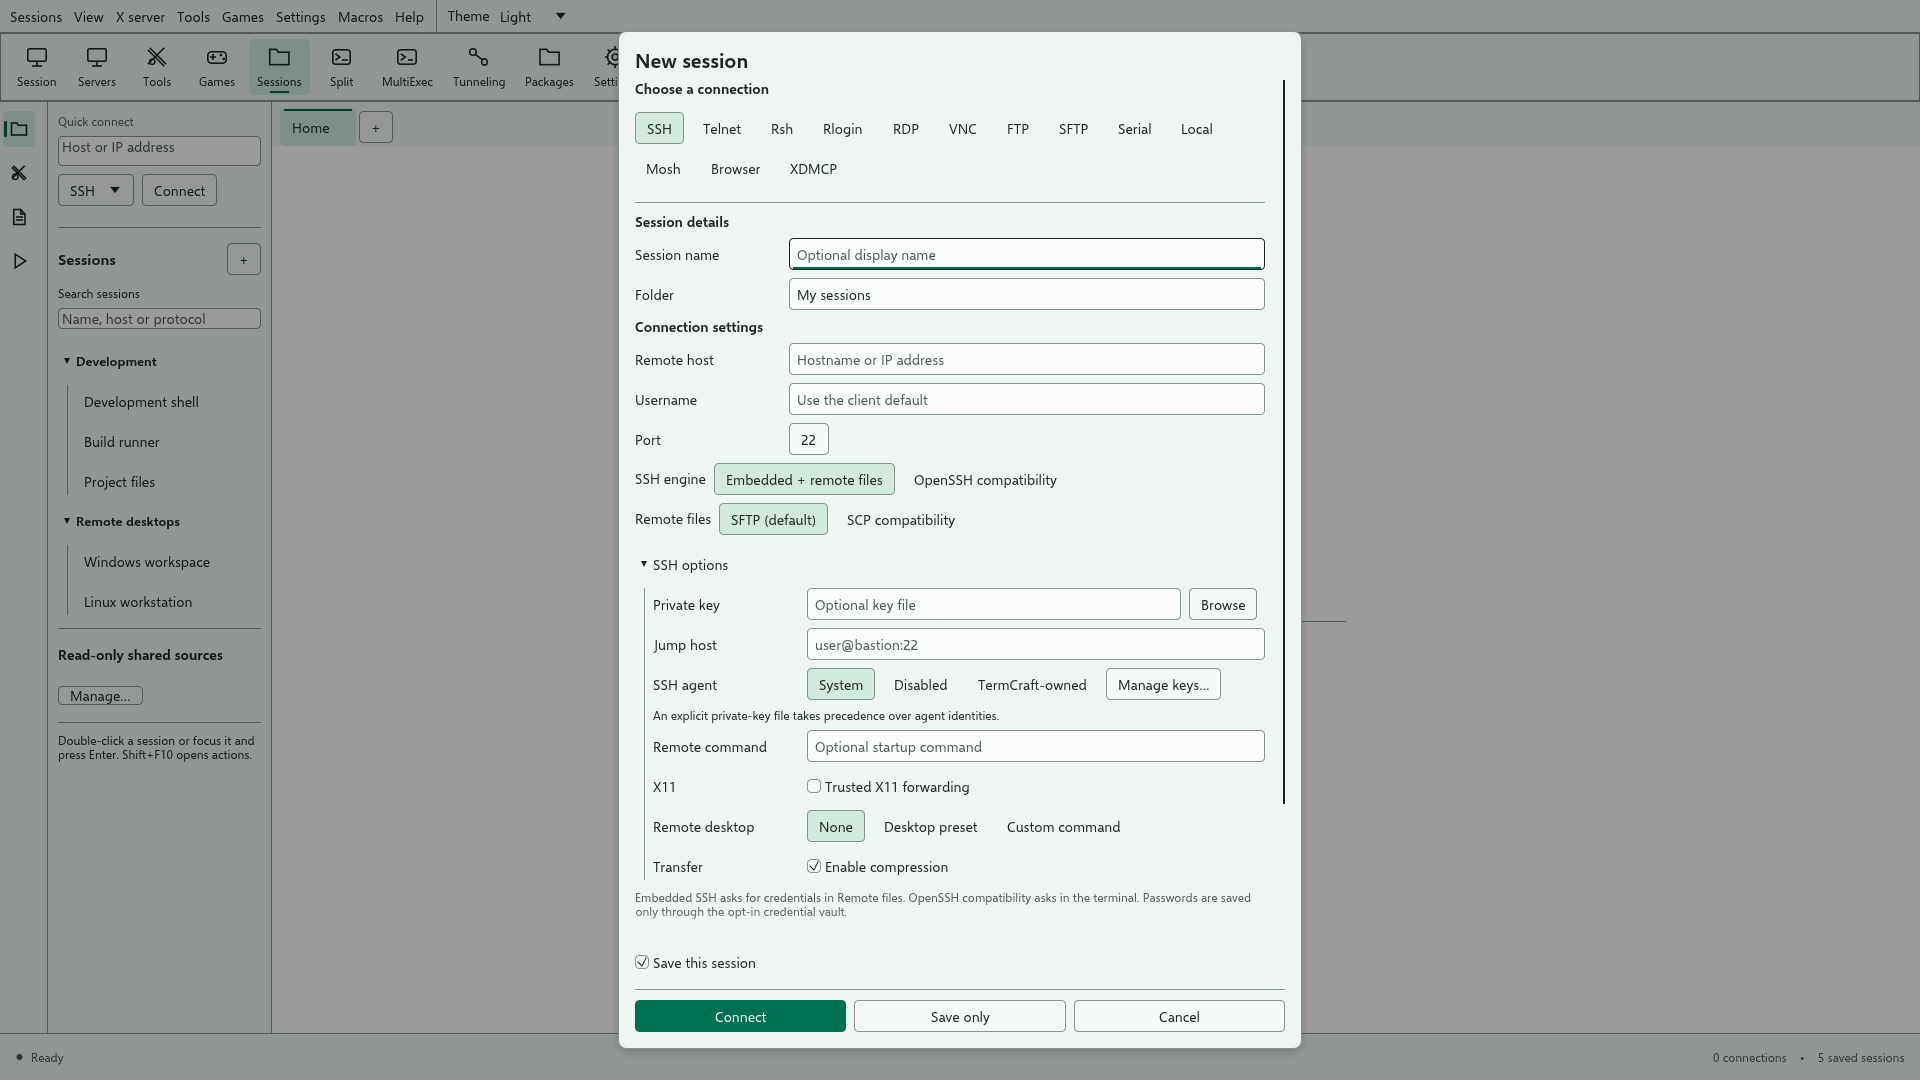 Sessions View X server Tools Games Settings Macros Help Theme Light
Session Servers Tools Games Sessions Split MultiExec Tunneling Packages
Quick connect
Host or IP address
SSH Connect
Sessions +
Search sessions
Name, host or protocol
Development
Development shell
Build runner
Project files
Remote desktops
Windows workspace
Linux workstation
Read-only shared sources
Manage...
Double-click a session or focus it and
press Enter. Shift+F10 opens actions.
Home +
New session
Choose a connection
SSH Telnet Rsh Rlogin RDP VNC FTP SFTP Serial Local
Mosh Browser XDMCP
Session details
Session name Optional display name
Folder My sessions
Connection settings
Remote host Hostname or IP address
Username Use the client default
Port 22
SSH engine Embedded + remote files OpenSSH compatibility
Remote files SFTP (default) SCP compatibility
SSH options
Private key Optional key file Browse
Jump host user@bastion:22
SSH agent System Disabled TermCraft-owned Manage keys...
An explicit private-key file takes precedence over agent identities.
Remote command Optional startup command
X11 Trusted X11 forwarding
Remote desktop None Desktop preset Custom command
Transfer Enable compression
Embedded SSH asks for credentials in Remote files. OpenSSH compatibility asks in the terminal. Passwords are saved
only through the opt-in credential vault.
Save this session
Connect Save only Cancel
Ready 0 connections • 5 saved sessions